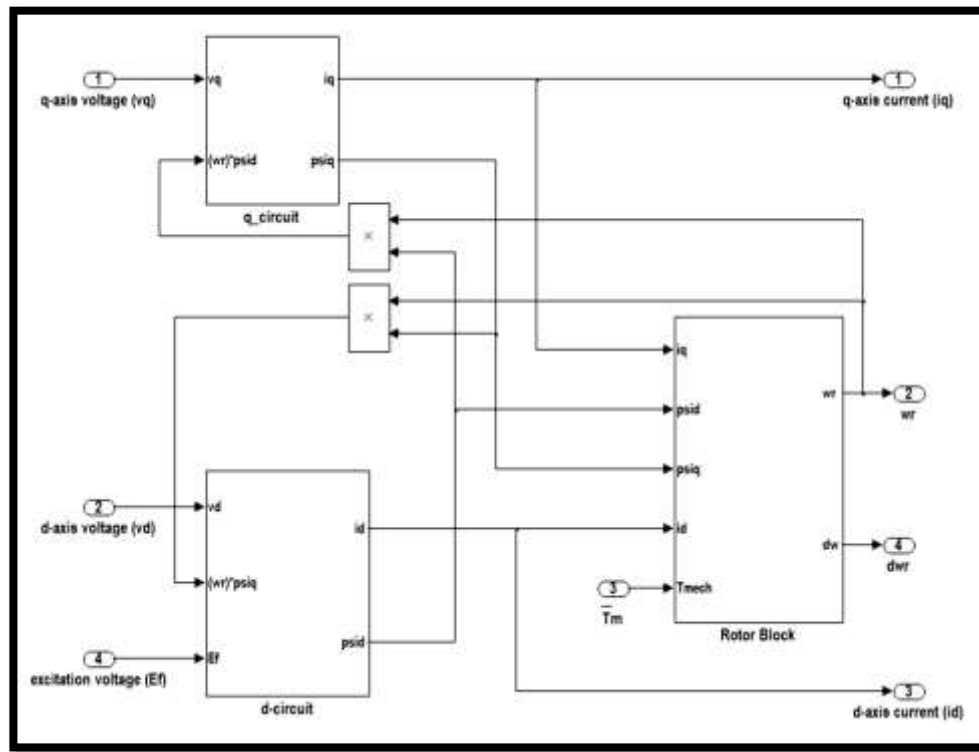 1
q-axis voltage (vq)
vq
(wr)*psid
iq
psiq
q_circuit
1
q-axis current (iq)
×
×
2
d-axis voltage (vd)
4
excitation voltage (Ef)
vd
(wr)*psiq
Ef
id
psid
d-circuit
iq
psid
psiq
id
Tmech
wr
dw
Rotor Block
3
Tm
2
wr
4
dwr
3
d-axis current (id)